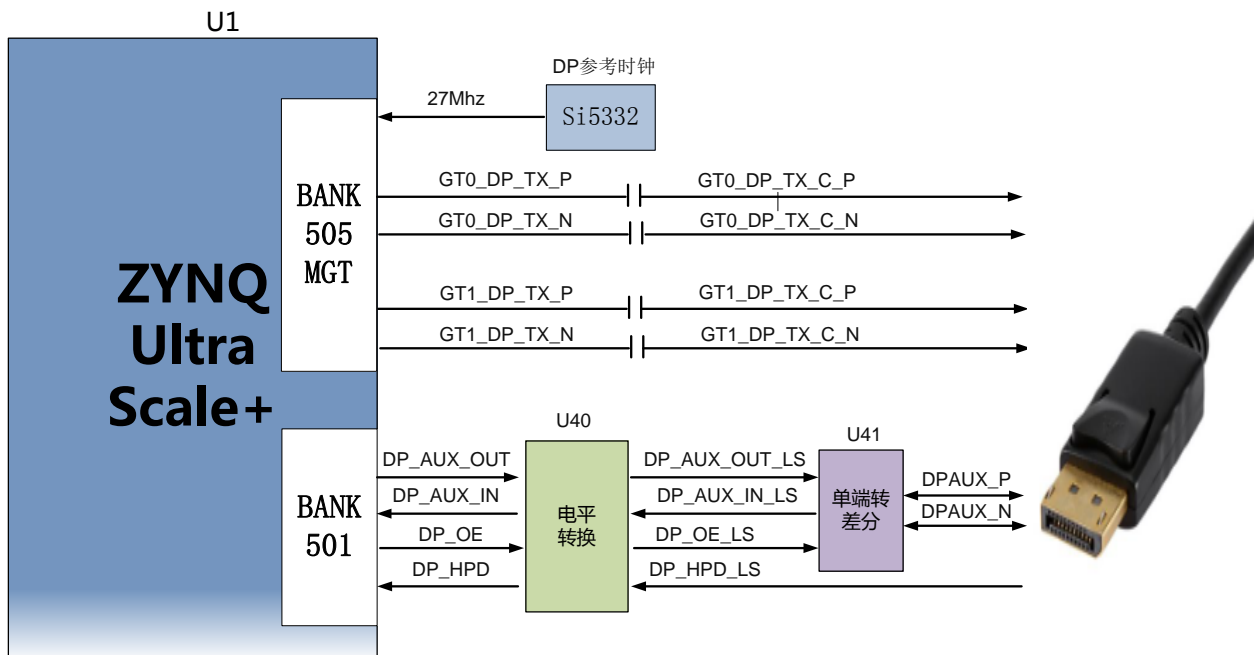 U1
DP参考时钟
27Mhz
Si5332
GT0_DP_TX_P
GT0_DP_TX_C_P
BANK
505
MGT
GT0_DP_TX_N
GT0_DP_TX_C_N
ZYNQ
Ultra
Scale+
GT1_DP_TX_P
GT1_DP_TX_C_P
GT1_DP_TX_N
GT1_DP_TX_C_N
U40
U41
BANK
501
DP_AUX_OUT
DP_AUX_IN
DP_OE
DP_HPD
电平
转换
DP_AUX_OUT_LS
DP_AUX_IN_LS
DP_OE_LS
DP_HPD_LS
单端转
差分
DPAUX_P
DPAUX_N